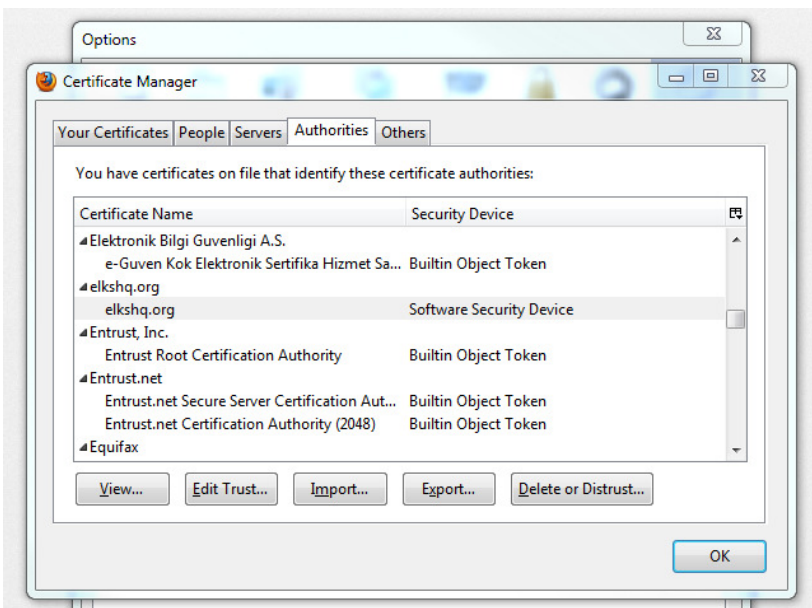 Options
Certificate Manager
Your Certificates People Servers Authorities Others
You have certificates on file that identify these certificate authorities:
Certificate Name Security Device
Elektronik Bilgi Guvenligi A.S.
e-Guven Kok Elektronik Sertifika Hizmet Sa... Builtin Object Token
elkshq.org
elkshq.org Software Security Device
Entrust, Inc.
Entrust Root Certification Authority Builtin Object Token
Entrust.net
Entrust.net Secure Server Certification Aut... Builtin Object Token
Entrust.net Certification Authority (2048) Builtin Object Token
Equifax
View... Edit Trust... Import... Export... Delete or Distrust...
OK